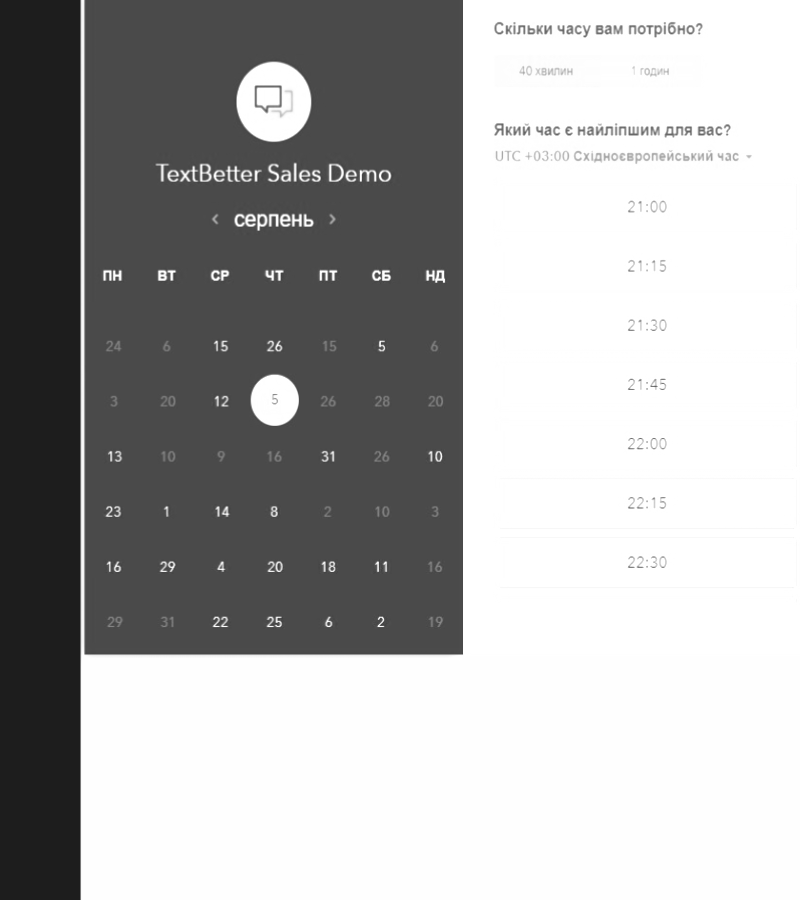 TextBetter Sales Demo
серпень
ПН ВТ СР ЧТ ПТ СБ НД
24 6 15 26 15 5 6
3 20 12 5 26 28 20
13 10 9 16 31 26 10
23 1 14 8 2 10 3
16 29 4 20 18 11 16
29 31 22 25 6 2 19
Скільки часу вам потрібно?
40 хвилин 1 годин
Який час є найліпшим для вас?
UTC +03:00 Східноєвропейський час
21:00
21:15
21:30
21:45
22:00
22:15
22:30